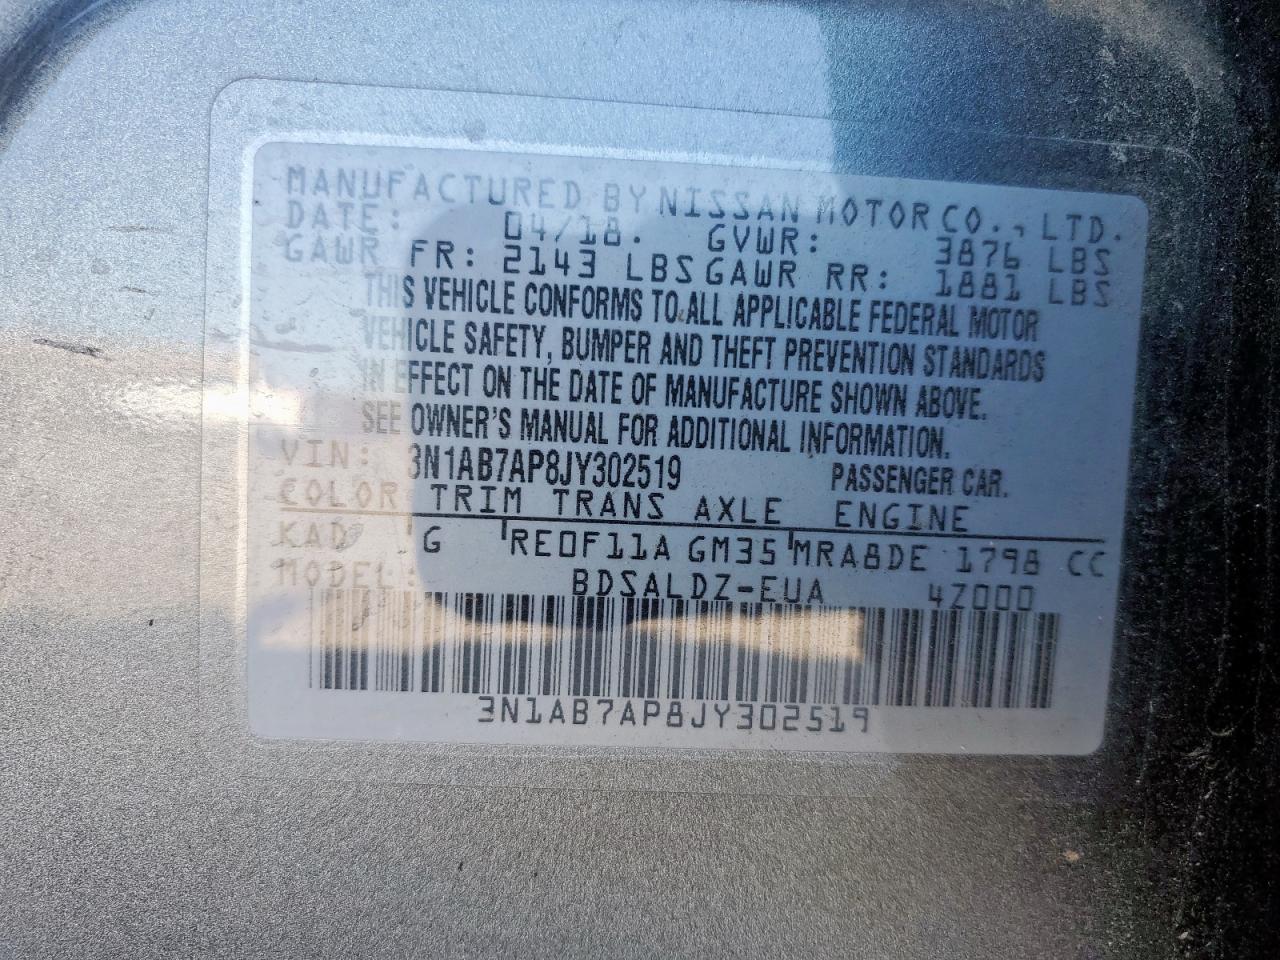 MANUFACTURED BY NISSAN MOTOR CO., LTD.
DATE: 04/18. GVWR: 3876 LBS
GAWR FR: 2143 LBS GAWR RR: 1881 LBS
THIS VEHICLE CONFORMS TO ALL APPLICABLE FEDERAL MOTOR
VEHICLE SAFETY, BUMPER AND THEFT PREVENTION STANDARDS
IN EFFECT ON THE DATE OF MANUFACTURE SHOWN ABOVE.
SEE OWNER'S MANUAL FOR ADDITIONAL INFORMATION.
VIN: 3N1AB7AP8JY302519 PASSENGER CAR.
COLOR TRIM TRANS AXLE ENGINE
KAD G RE0F11A GM35 MRA8DE 1798 CC
MODEL: BDSALDZ-EUA 4Z000
3N1AB7AP8JY302519